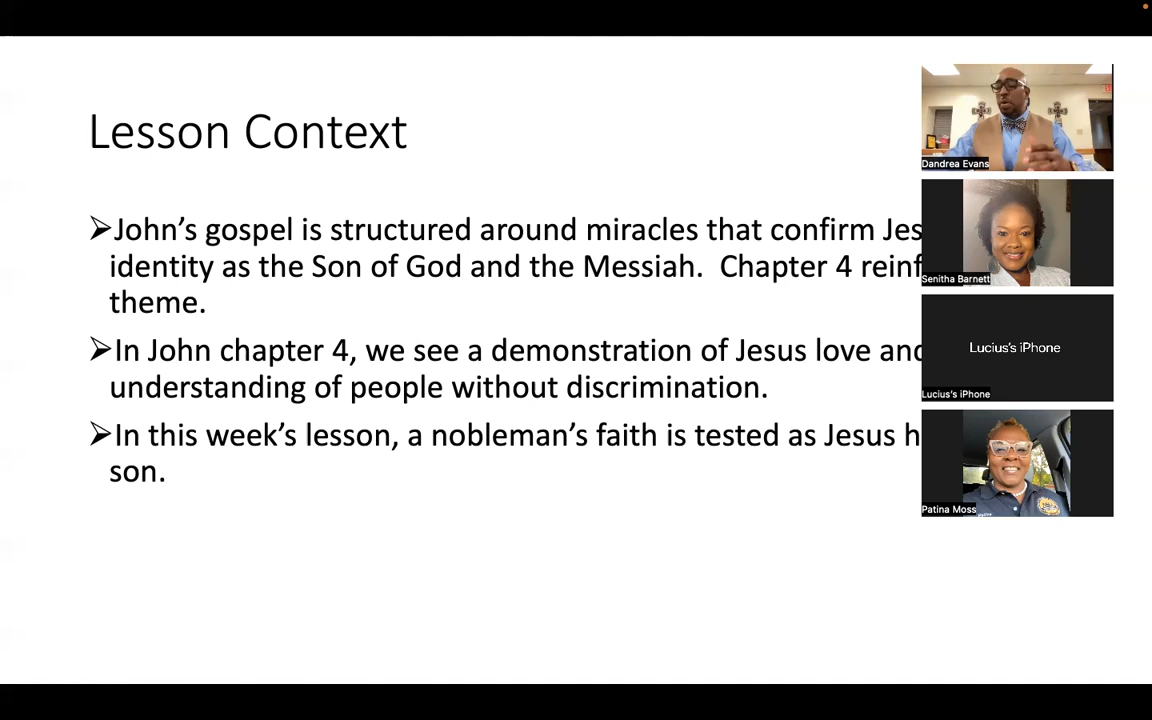 Lesson Context
➢John’s gospel is structured around miracles that confirm Jes
identity as the Son of God and the Messiah.  Chapter 4 reinf
theme.
➢In John chapter 4, we see a demonstration of Jesus love and
understanding of people without discrimination.
➢In this week’s lesson, a nobleman’s faith is tested as Jesus h
son.
Dandrea Evans
Senitha Barnett
Lucius’s iPhone
Lucius’s iPhone
Patina Moss